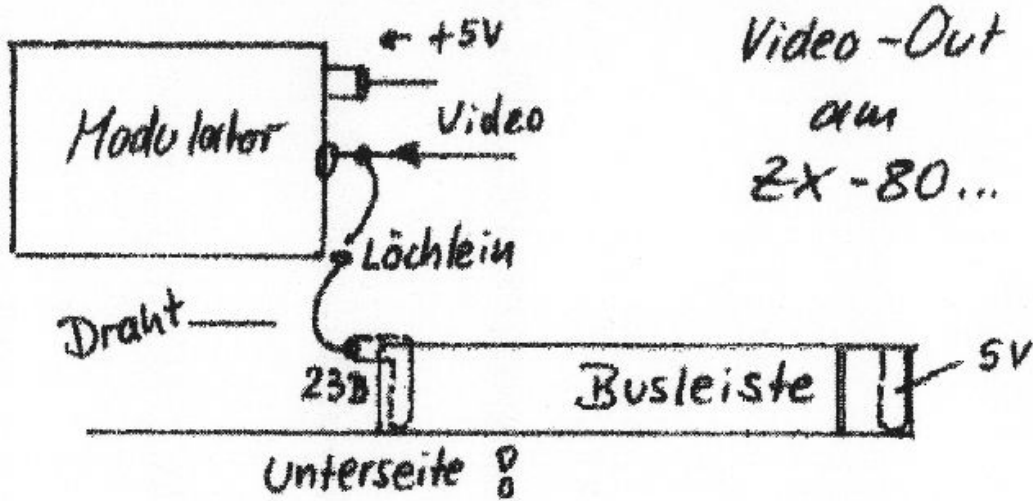 ← +5V
Video-Out
am
ZX-80...
Modulator
Video
Löchlein
Draht
23B
Busleiste
5V
Unterseite !